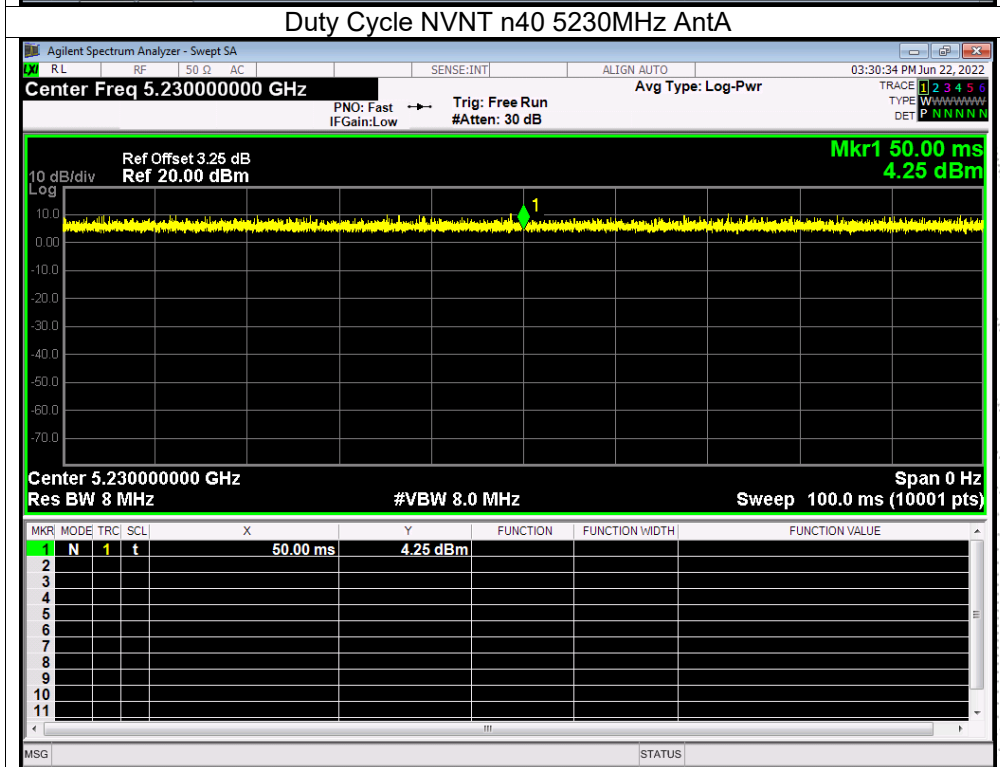 Duty Cycle NVNT n40 5230MHz AntA
Agilent Spectrum Analyzer - Swept SA
LXI RL RF 50 Ω AC SENSE:INT ALIGN AUTO 03:30:34 PM Jun 22, 2022
Center Freq 5.230000000 GHz Avg Type: Log-Pwr TRACE 1 2 3 4 5 6
PNO: Fast Trig: Free Run TYPE WWWWWW
IFGain:Low #Atten: 30 dB DET P N N N N N
Mkr1 50.00 ms
Ref Offset 3.25 dB
10 dB/div Ref 20.00 dBm 4.25 dBm
Log
1
10.0
0.00
-10.0
-20.0
-30.0
-40.0
-50.0
-60.0
-70.0
Center 5.230000000 GHz Span 0 Hz
Res BW 8 MHz #VBW 8.0 MHz Sweep 100.0 ms (10001 pts)
MKR MODE TRC SCL X Y FUNCTION FUNCTION WIDTH FUNCTION VALUE
1 N 1 t 50.00 ms 4.25 dBm
2
3
4
5
6
7
8
9
10
11
MSG STATUS